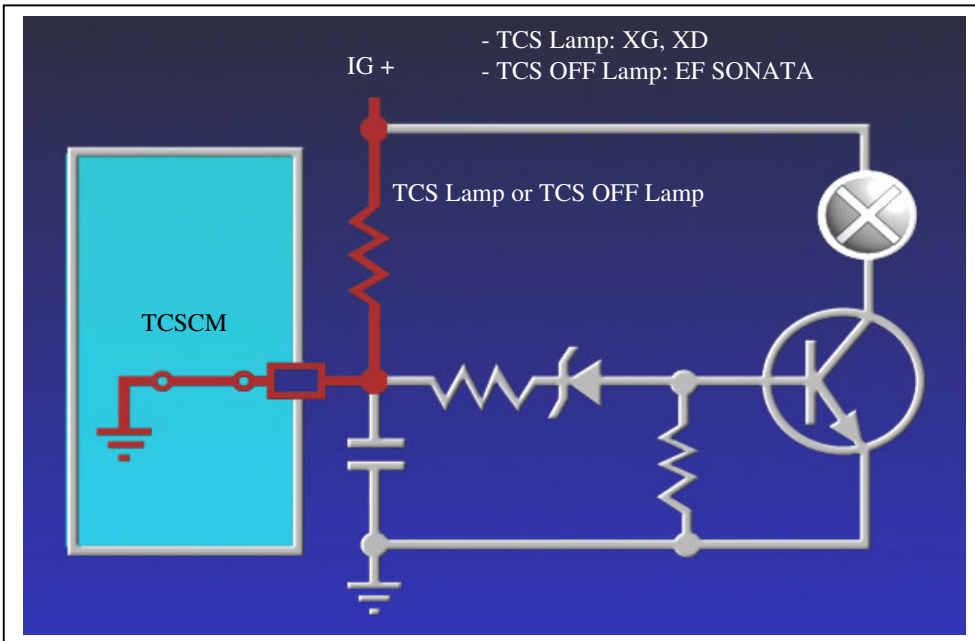 - TCS Lamp: XG, XD
IG +
- TCS OFF Lamp: EF SONATA
TCS Lamp or TCS OFF Lamp
TCSCM